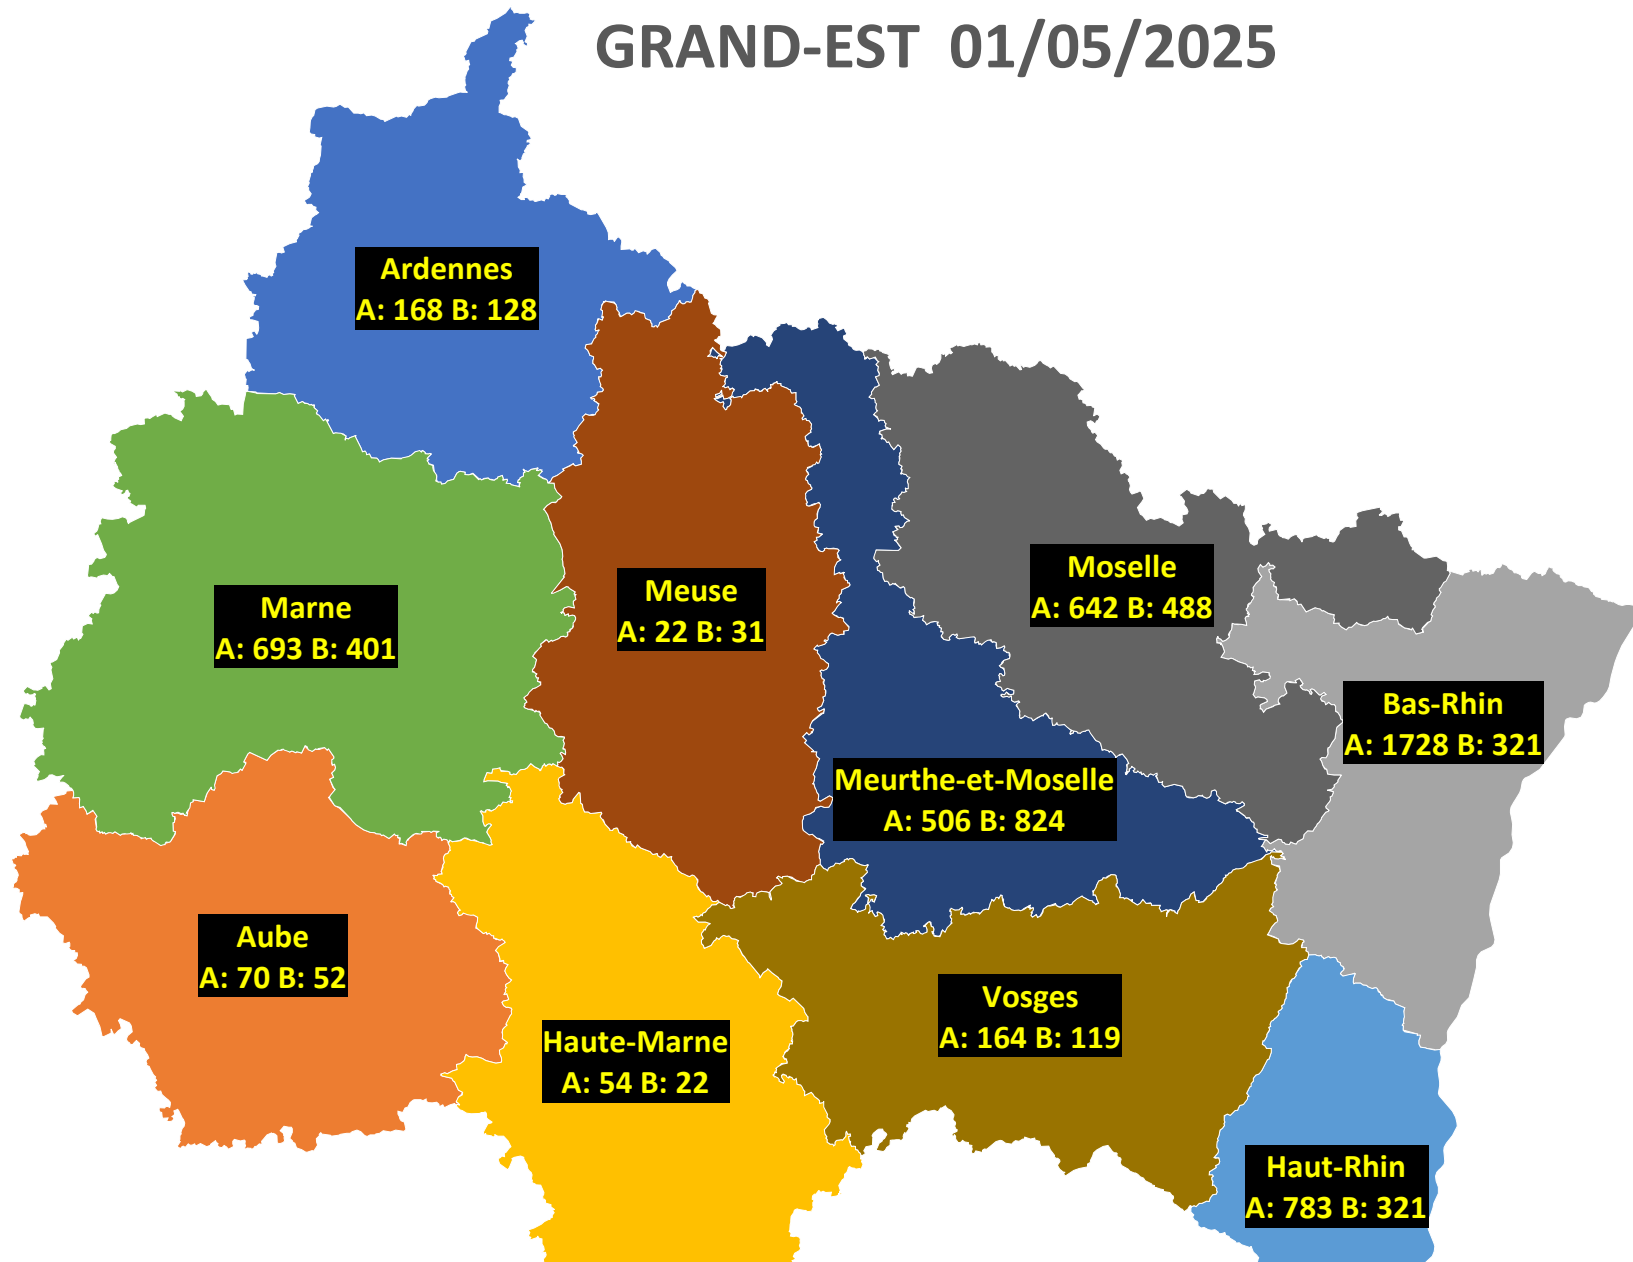 GRAND-EST 01/05/2025
Ardennes
A: 168 B: 128
Marne
A: 693 B: 401
Meuse
A: 22 B: 31
Moselle
A: 642 B: 488
Bas-Rhin
A: 1728 B: 321
Meurthe-et-Moselle
A: 506 B: 824
Aube
A: 70 B: 52
Haute-Marne
A: 54 B: 22
Vosges
A: 164 B: 119
Haut-Rhin
A: 783 B: 321